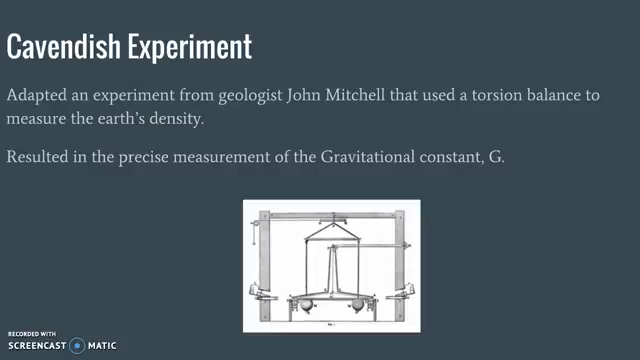 Cavendish Experiment
Adapted an experiment from geologist John Mitchell that used a torsion balance to
measure the earth's density.
Resulted in the precise measurement of the Gravitational constant, G.
RECORDED WITH
SCREENCAST MATIC